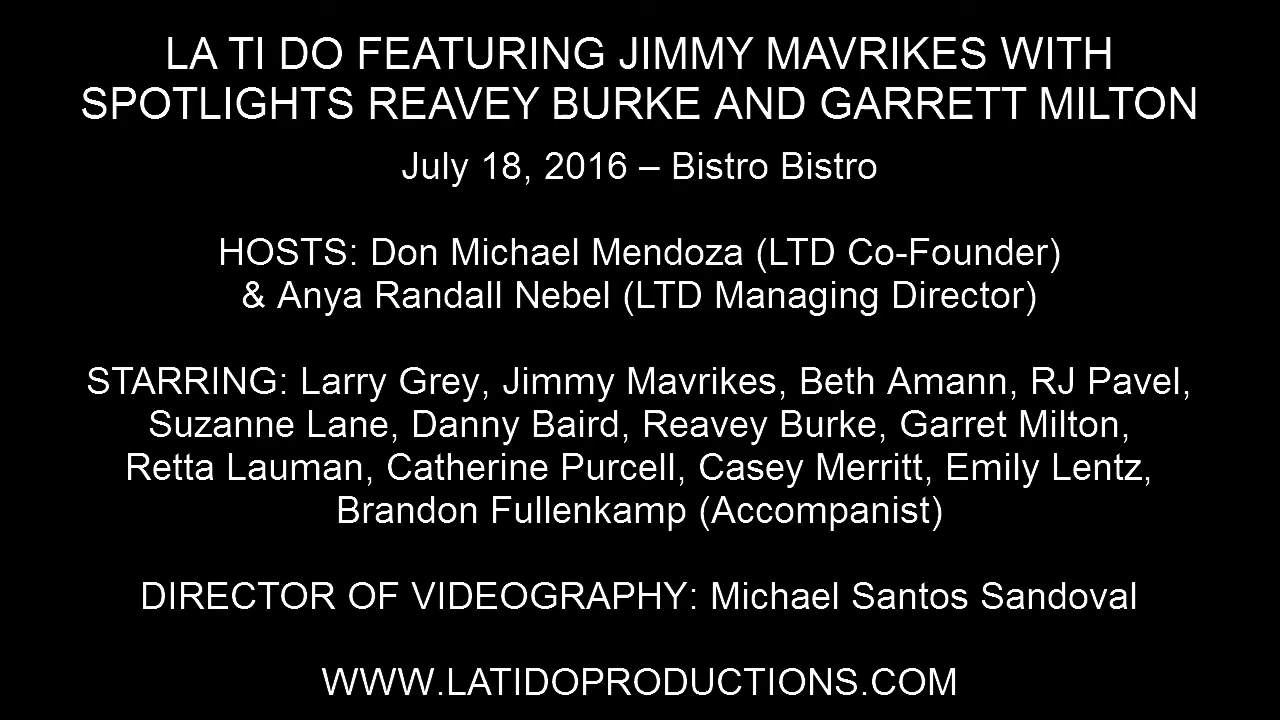 LA TI DO FEATURING JIMMY MAVRIKES WITH
SPOTLIGHTS REAVEY BURKE AND GARRETT MILTON
July 18, 2016 – Bistro Bistro
HOSTS: Don Michael Mendoza (LTD Co-Founder)
& Anya Randall Nebel (LTD Managing Director)
STARRING: Larry Grey, Jimmy Mavrikes, Beth Amann, RJ Pavel,
Suzanne Lane, Danny Baird, Reavey Burke, Garret Milton,
Retta Lauman, Catherine Purcell, Casey Merritt, Emily Lentz,
Brandon Fullenkamp (Accompanist)
DIRECTOR OF VIDEOGRAPHY: Michael Santos Sandoval
WWW.LATIDOPRODUCTIONS.COM